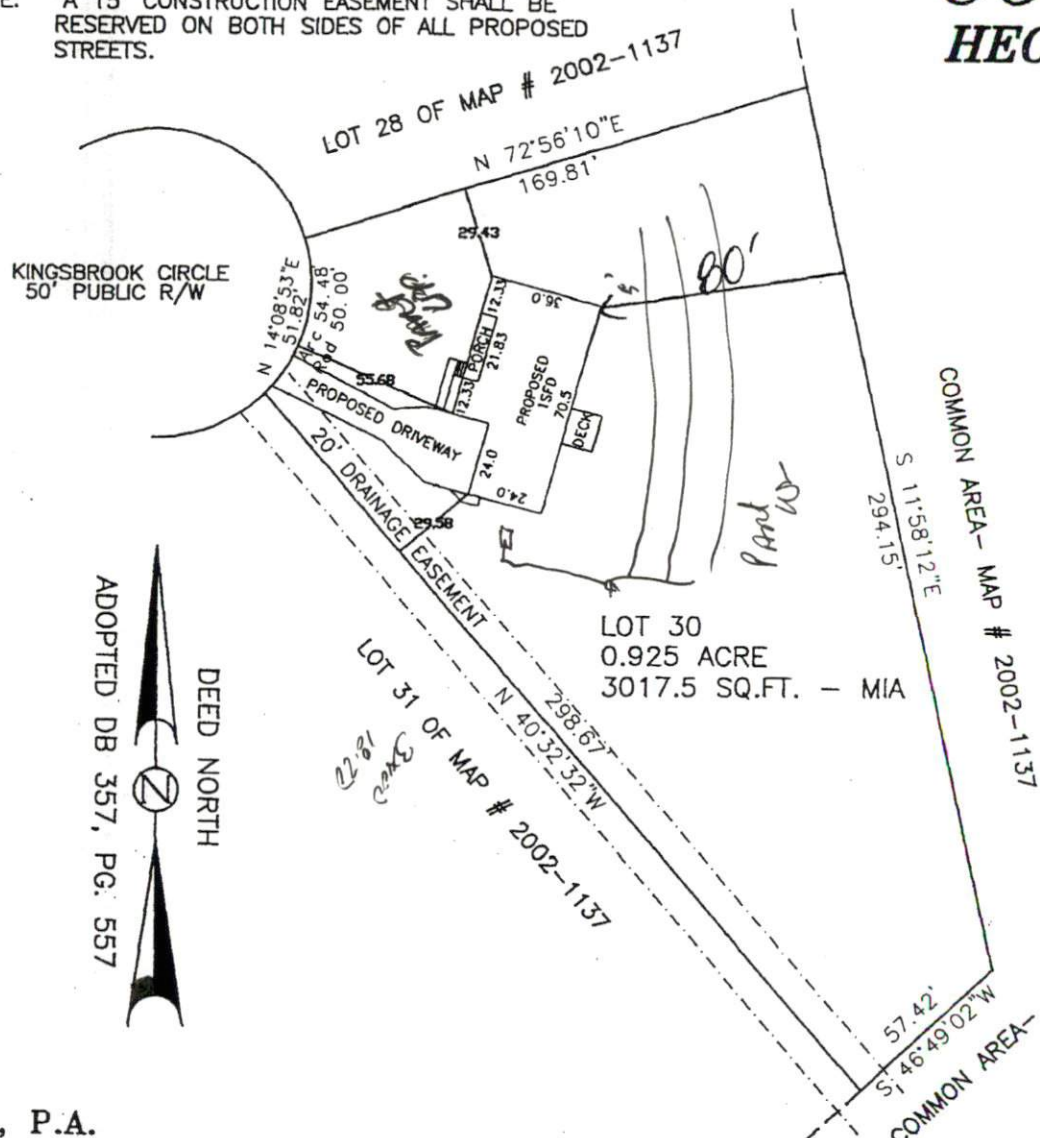 E. A 15' CONSTRUCTION EASEMENT SHALL BE
RESERVED ON BOTH SIDES OF ALL PROPOSED
STREETS.
HEC
LOT 28 OF MAP # 2002-1137
N 72°56'10"E
169.81'
KINGSBROOK CIRCLE
50' PUBLIC R/W
N 14°08'53"E
51.82'
Arc 54.48'
Rad 50.00'
29.43
36.0
12.33
PORCH
21.83
12.33
PROPOSED
1SFD
70.5
DECK
80'
55.68
PROPOSED DRIVEWAY
24.0
24.0
29.58
20' DRAINAGE EASEMENT
COMMON AREA- MAP # 2002-1137
S 11°58'12"E
294.15'
LOT 30
0.925 ACRE
3017.5 SQ.FT. - MIA
LOT 31 OF MAP # 2002-1137
298.67'
N 40°32'32"W
DEED NORTH
ADOPTED DB 357, PG. 557
N
57.42'
S 46°49'02"W
COMMON AREA-
, P.A.